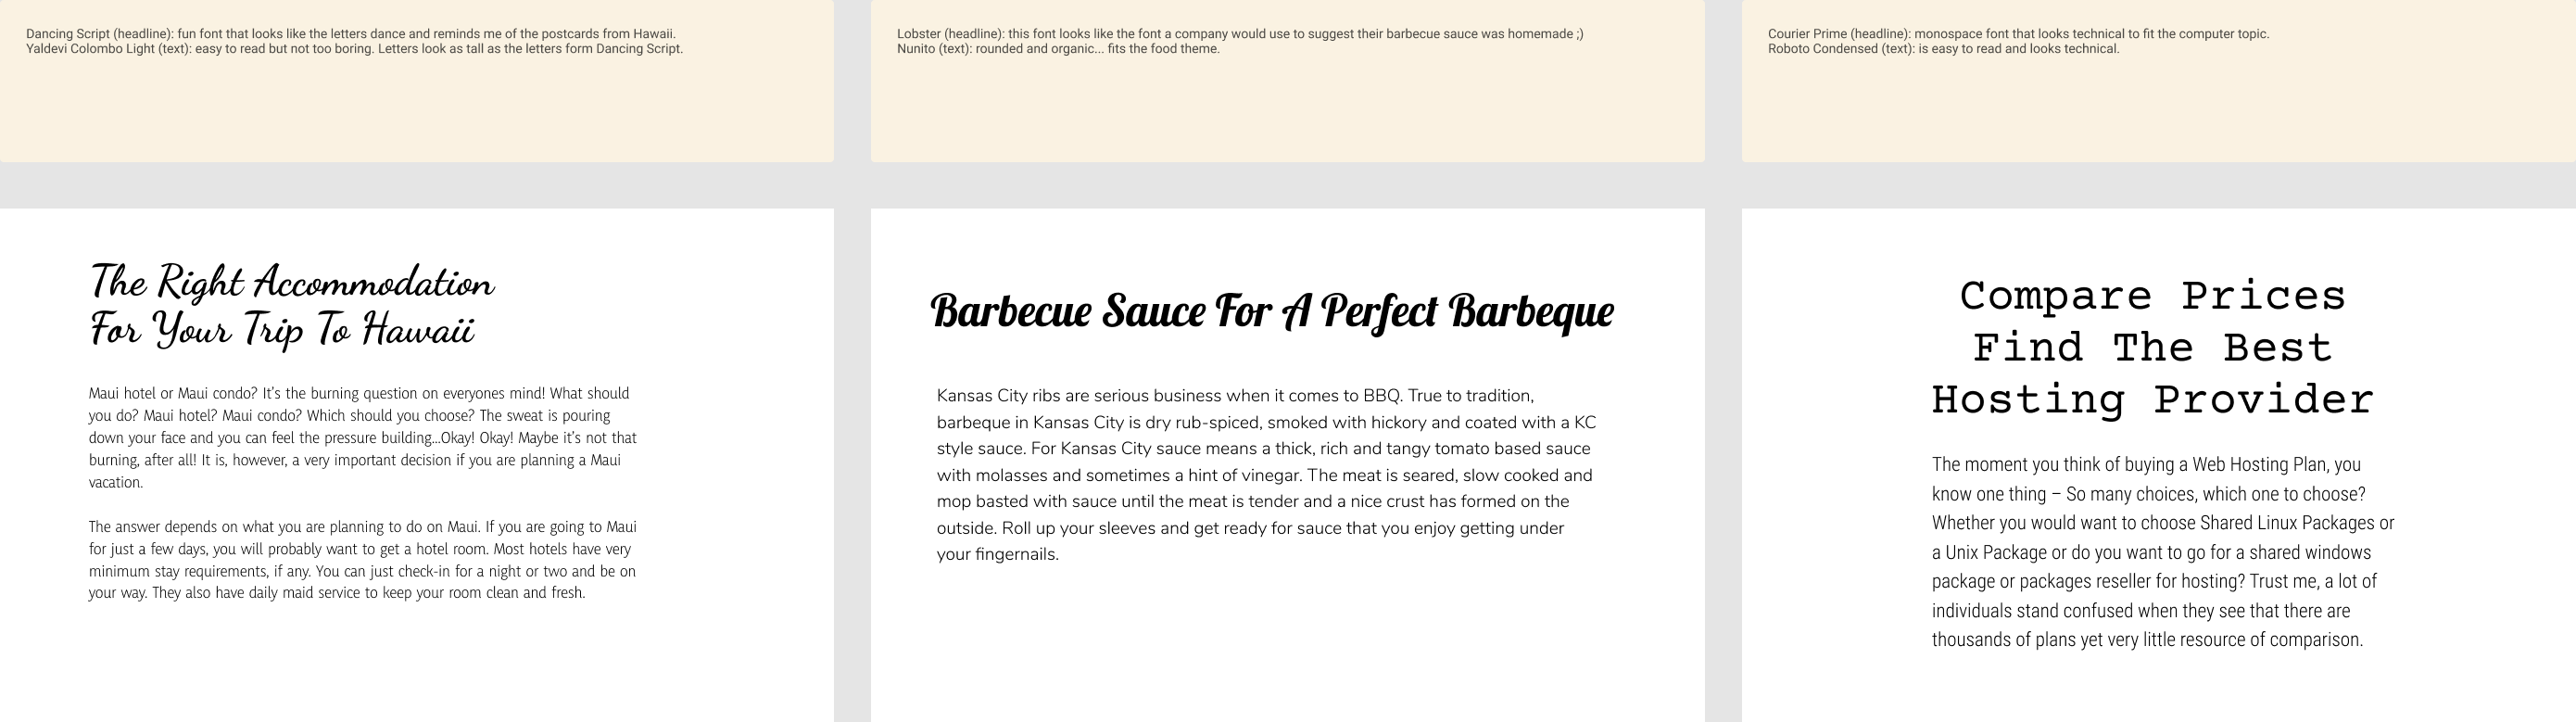 Dancing Script (headline): fun font that looks like the letters dance and reminds me of the postcards from Hawaii.
Yaldevi Colombo Light (text): easy to read but not too boring. Letters look as tall as the letters form Dancing Script.
The Right Accommodation
For Your Trip To Hawaii
Maui hotel or Maui condo? It's the burning question on everyones mind! What should
you do? Maui hotel? Maui condo? Which should you choose? The sweat is pouring
down your face and you can feel the pressure building...Okay! Okay! Maybe it's not that
burning, after all! It is, however, a very important decision if you are planning a Maui
vacation.
The answer depends on what you are planning to do on Maui. If you are going to Maui
for just a few days, you will probably want to get a hotel room. Most hotels have very
minimum stay requirements, if any. You can just check-in for a night or two and be on
your way. They also have daily maid service to keep your room clean and fresh.
Lobster (headline): this font looks like the font a company would use to suggest their barbecue sauce was homemade ;)
Nunito (text): rounded and organic... fits the food theme.
Barbecue Sauce For A Perfect Barbeque
Kansas City ribs are serious business when it comes to BBQ. True to tradition,
barbeque in Kansas City is dry rub-spiced, smoked with hickory and coated with a KC
style sauce. For Kansas City sauce means a thick, rich and tangy tomato based sauce
with molasses and sometimes a hint of vinegar. The meat is seared, slow cooked and
mop basted with sauce until the meat is tender and a nice crust has formed on the
outside. Roll up your sleeves and get ready for sauce that you enjoy getting under
your fingernails.
Courier Prime (headline): monospace font that looks technical to fit the computer topic.
Roboto Condensed (text): is easy to read and looks technical.
Compare Prices
Find The Best
Hosting Provider
The moment you think of buying a Web Hosting Plan, you
know one thing – So many choices, which one to choose?
Whether you would want to choose Shared Linux Packages or
a Unix Package or do you want to go for a shared windows
package or packages reseller for hosting? Trust me, a lot of
individuals stand confused when they see that there are
thousands of plans yet very little resource of comparison.